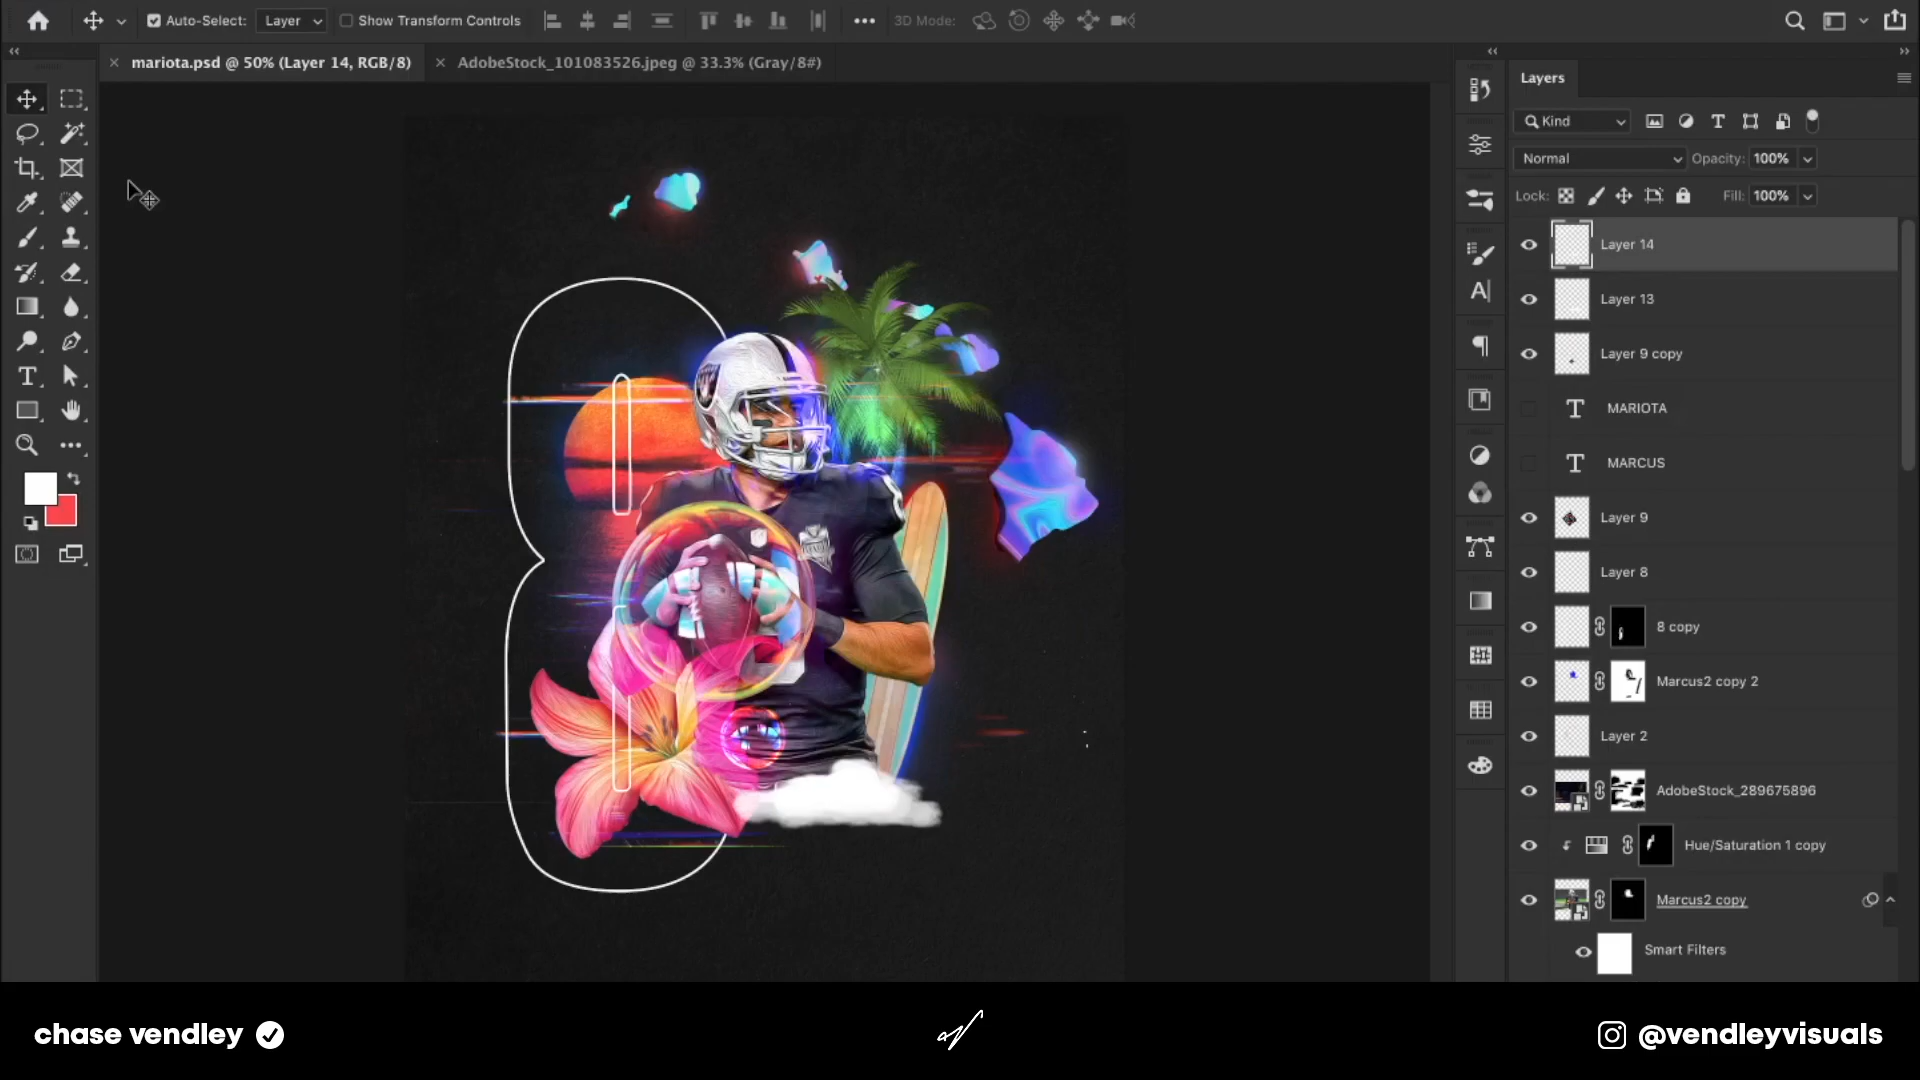 Auto-Select: Layer Show Transform Controls 3D Mode:
mariota.psd @ 50% (Layer 14, RGB/8) AdobeStock_101083526.jpeg @ 33.3% (Gray/8#)
Layers
Kind
Normal Opacity: 100%
Lock: Fill: 100%
Layer 14
Layer 13
Layer 9 copy
T MARIOTA
T MARCUS
Layer 9
Layer 8
8 copy
Marcus2 copy 2
Layer 2
AdobeStock_289675896
Hue/Saturation 1 copy
Marcus2 copy
Smart Filters
chase vendley @vendleyvisuals